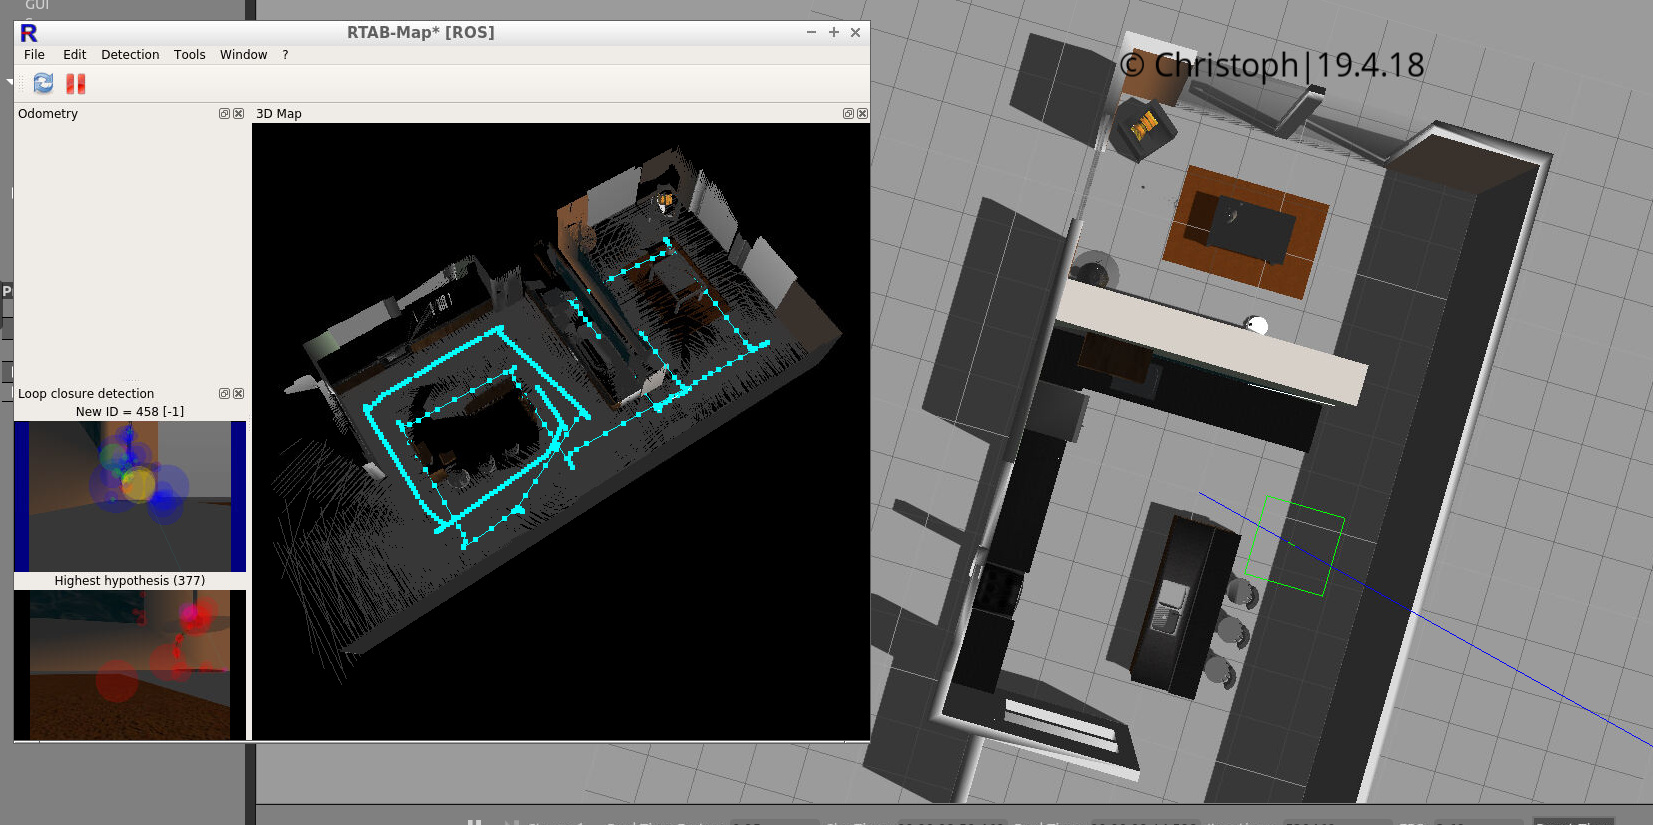 GUI
RTAB-Map* [ROS]
File Edit Detection Tools Window ?
Odometry
3D Map
Loop closure detection
New ID = 458 [-1]
Highest hypothesis (377)
© Christoph|19.4.18
P